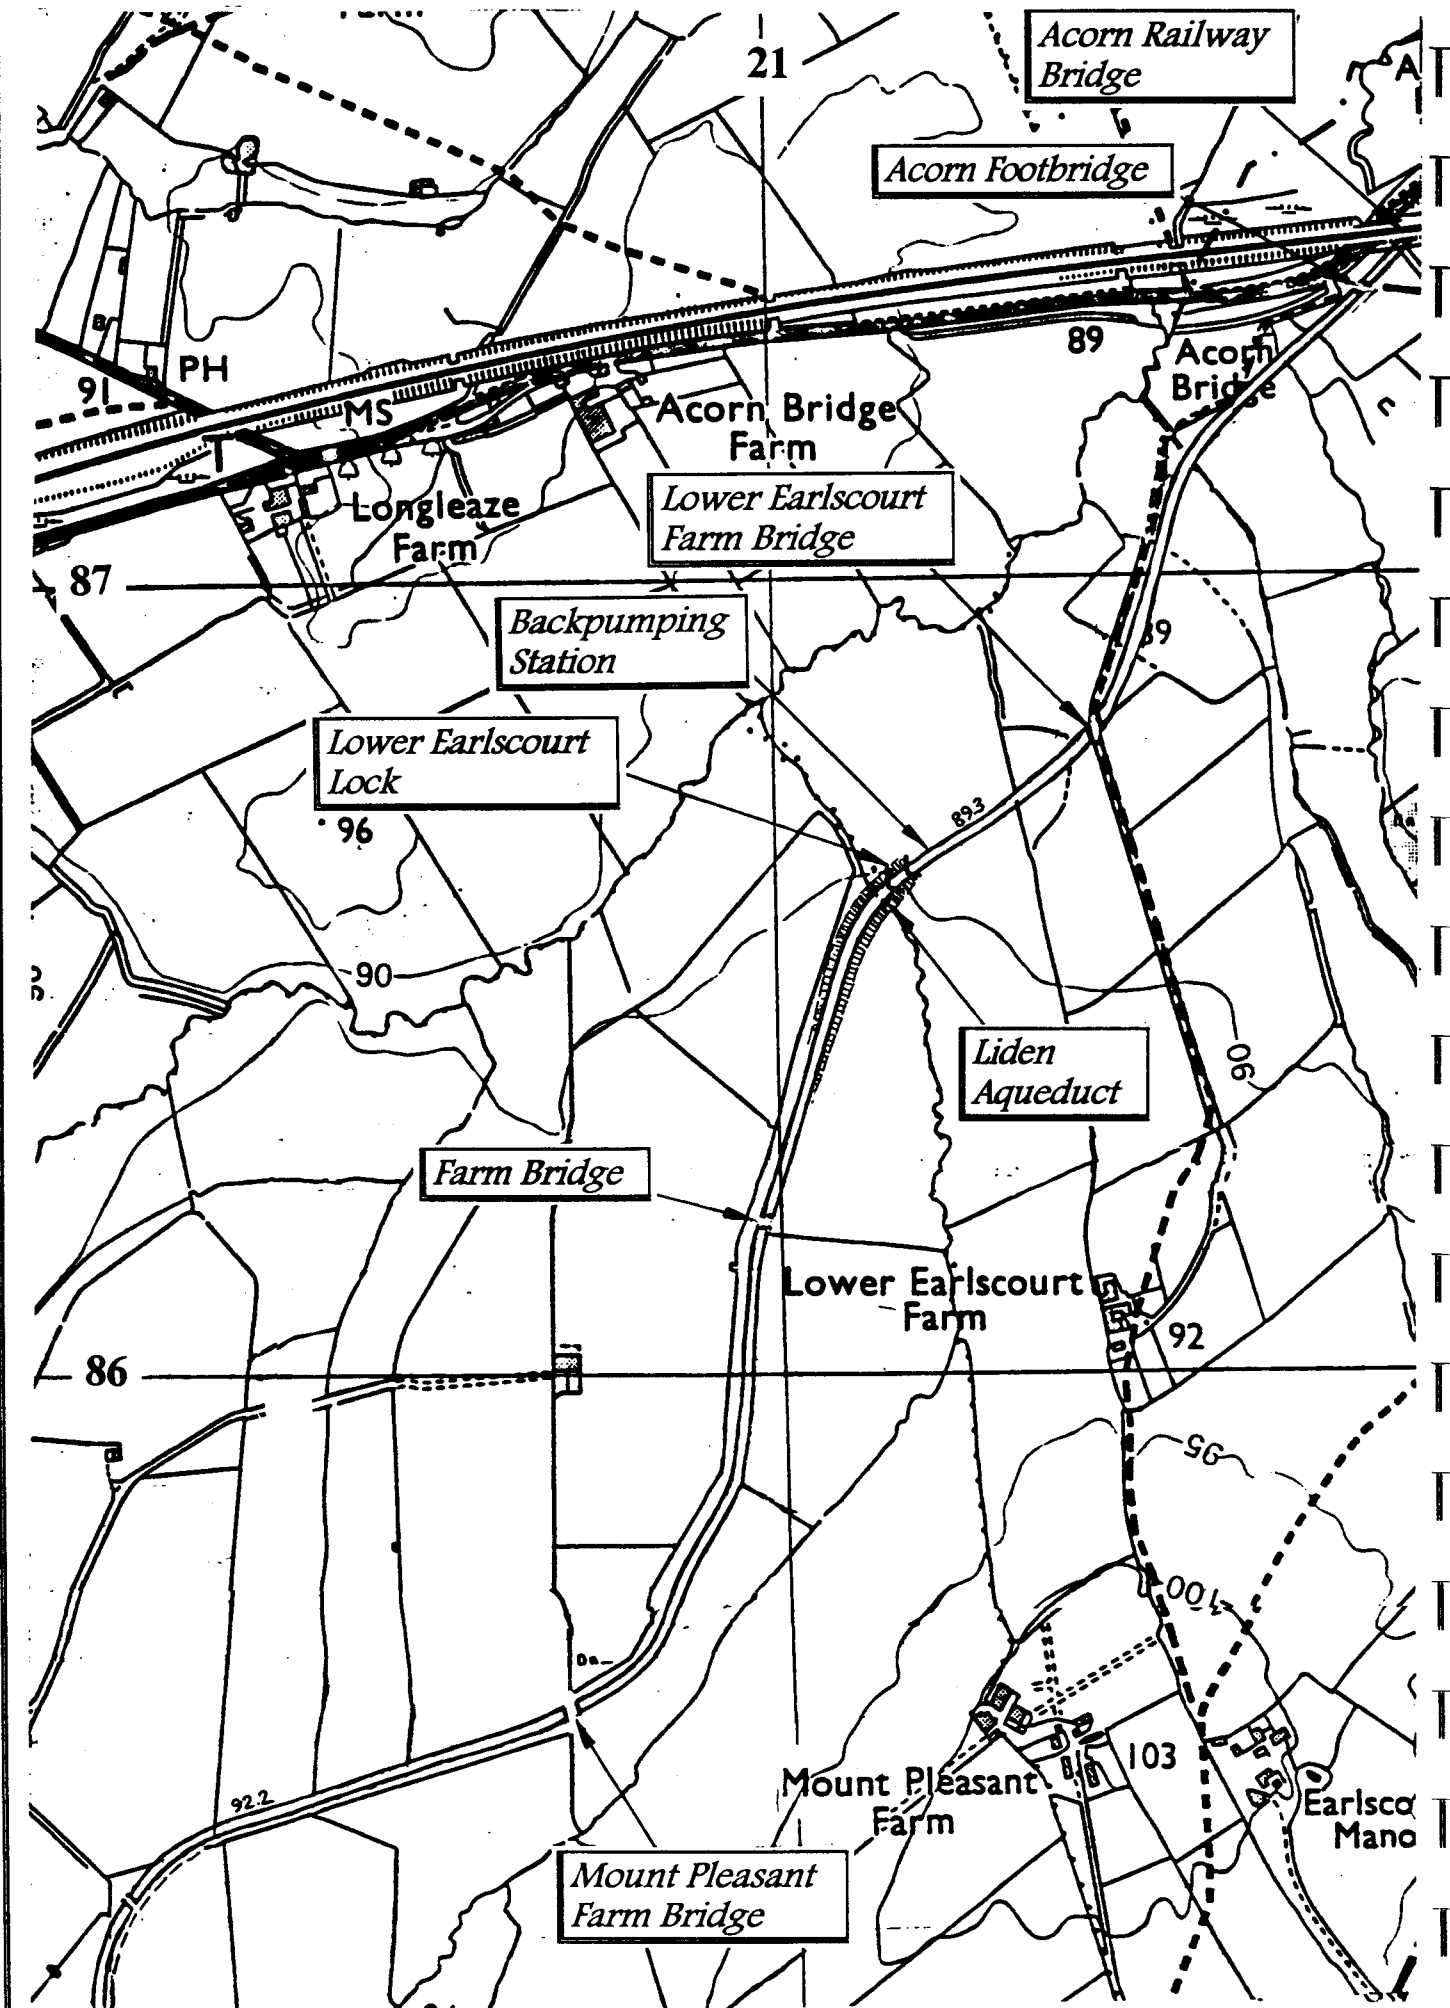 21
Acorn Railway
Bridge
A
Acorn Footbridge
PH
91
MS
89
Acorn
Bridge
Acorn Bridge
Farm
Longleaze
Farm
Lower Earlscourt
Farm Bridge
87
Backpumping
Station
89
Lower Earlscourt
Lock
96
89.3
90
Liden
Aqueduct
90
Farm Bridge
Lower Earlscourt
Farm
92
86
95
100
Mount Pleasant
Farm
103
Earlsco
Mano
92.2
Mount Pleasant
Farm Bridge